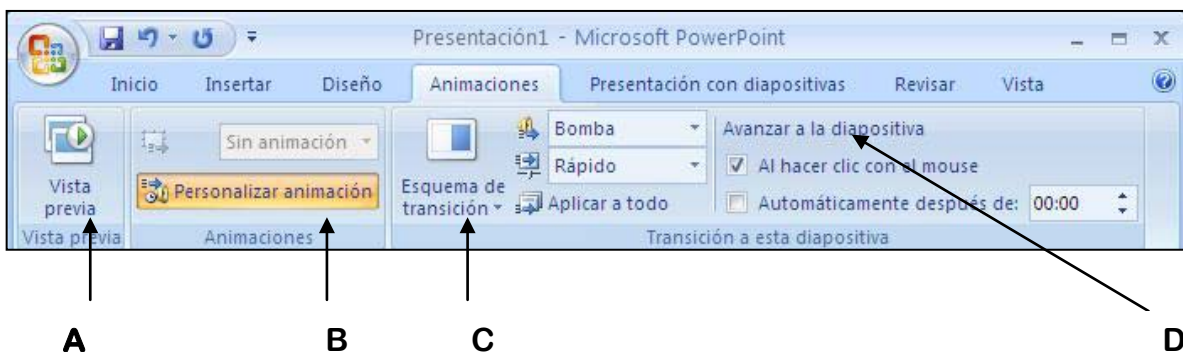 Presentación1 - Microsoft PowerPoint
Inicio Insertar Diseño Animaciones Presentación con diapositivas Revisar Vista
Vista previa
Sin animación
Personalizar animación
Esquema de transición
Bomba
Rápido
Aplicar a todo
Avanzar a la diapositiva
Al hacer clic con el mouse
Automáticamente después de: 00:00
Vista previa Animaciones Transición a esta diapositiva
A B C D